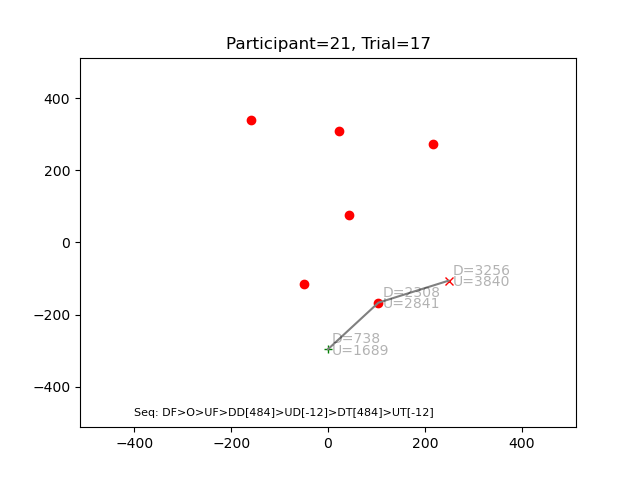 Participant=21, Trial=17
400
200
0
−200
−400
D=3256
U=3840
D=2308
U=2841
D=738
U=1689
Seq: DF>O>UF>DD[484]>UD[-12]>DT[484]>UT[-12]
−400
−200
0
200
400